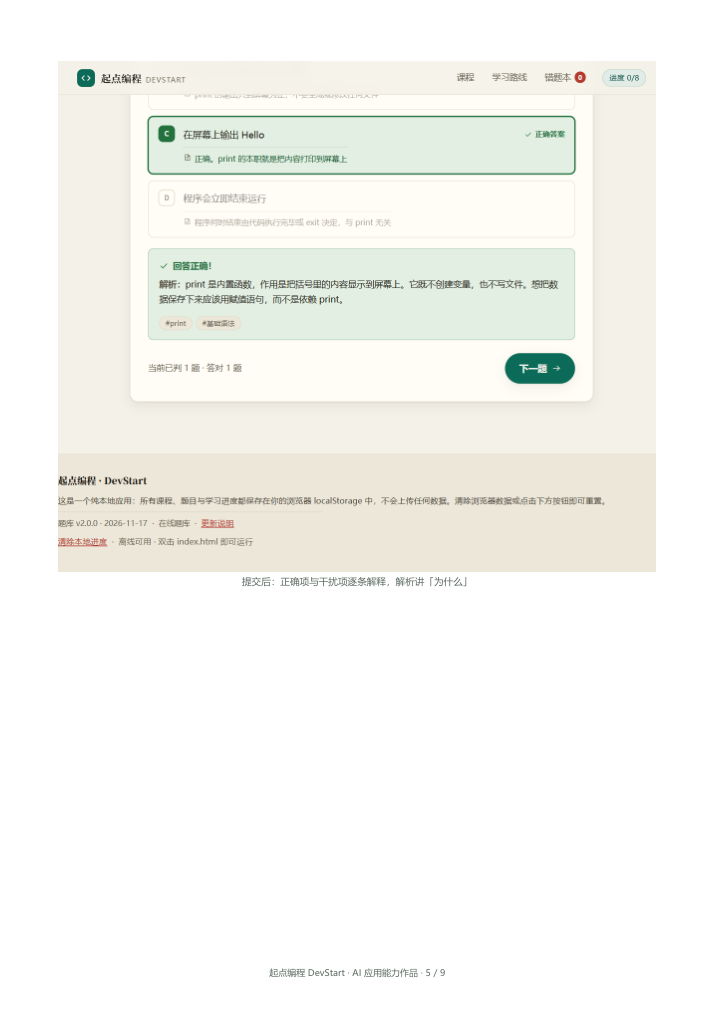 起点编程 DEVSTART
课程 学习路线 错题本 0 进度 0/8
C 在屏幕上输出 Hello ✓ 正确答案
正确。print 的本职就是把内容打印到屏幕上
D 程序会立即结束运行
程序何时结束由代码执行完毕或 exit 决定，与 print 无关
✓ 回答正确！
解析：print 是内置函数，作用是把括号里的内容显示到屏幕上。它既不创建变量，也不写文件。想把数
据保存下来应该用赋值语句，而不是依赖 print。
#print #基础语法
当前已判 1 题 · 答对 1 题
下一题 →
起点编程 · DevStart
这是一个纯本地应用：所有课程、题目与学习进度都保存在你的浏览器 localStorage 中，不会上传任何数据。清除浏览器数据或点击下方按钮即可重置。
题库 v2.0.0 · 2026-11-17 · 在线题库 · 更新说明
清除本地进度 · 离线可用 · 双击 index.html 即可运行
提交后：正确项与干扰项逐条解释，解析讲「为什么」
起点编程 DevStart · AI 应用能力作品 · 5 / 9